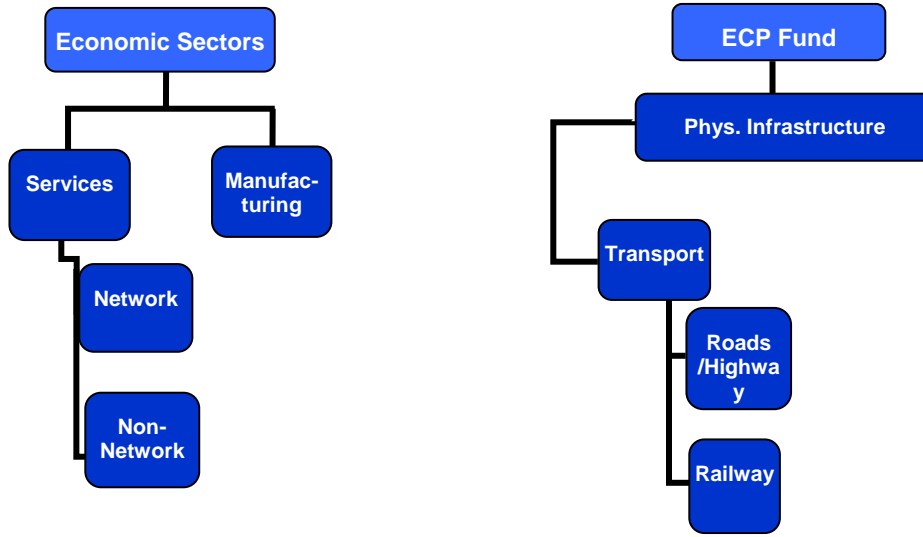 Economic Sectors
Services
Manufac-
turing
Network
Non-
Network
ECP Fund
Phys. Infrastructure
Transport
Roads
/Highwa
y
Railway